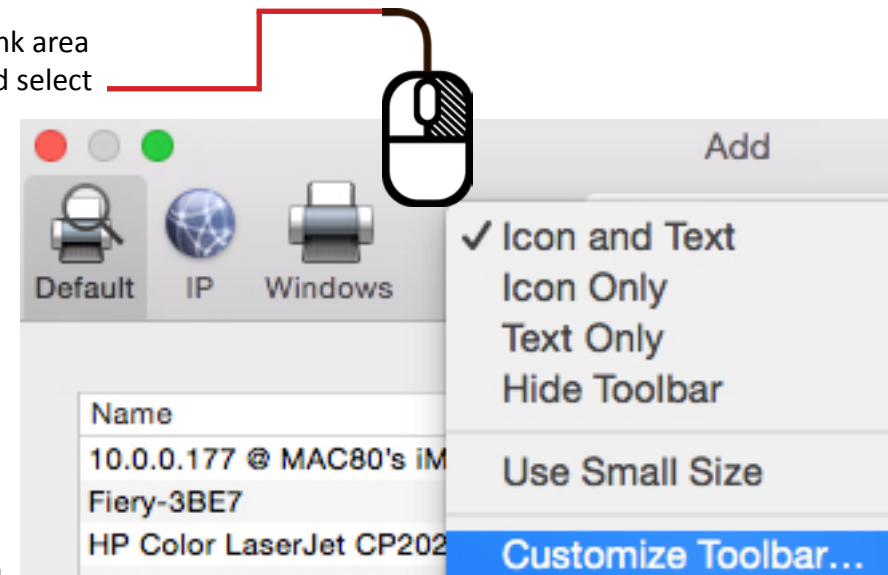 nk area
d select
Add
Default IP Windows
✓ Icon and Text
Icon Only
Text Only
Hide Toolbar
Use Small Size
Customize Toolbar...
Name
10.0.0.177 @ MAC80's iM
Fiery-3BE7
HP Color LaserJet CP202